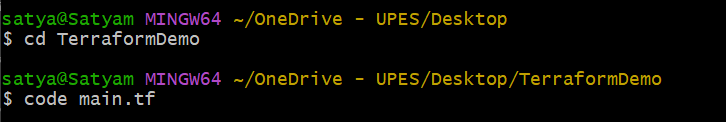 satya@Satyam MINGW64 ~/OneDrive - UPES/Desktop
$ cd TerraformDemo
satya@Satyam MINGW64 ~/OneDrive - UPES/Desktop/TerraformDemo
$ code main.tf